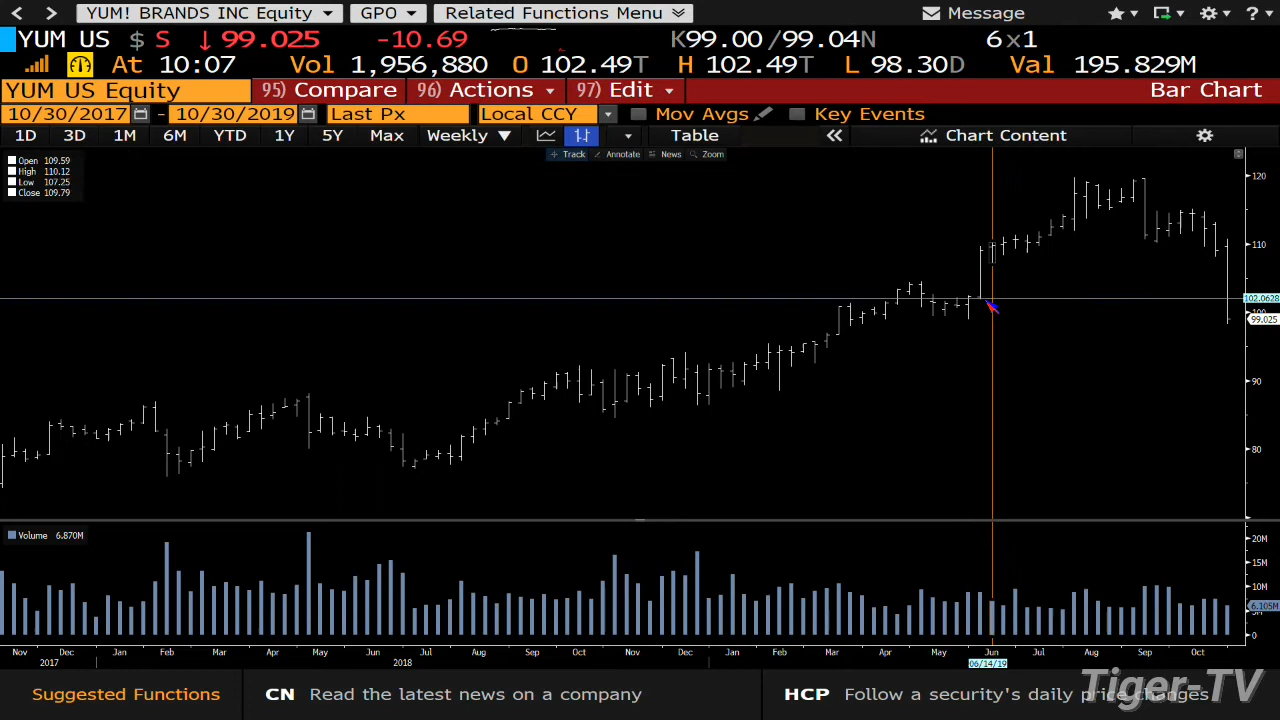 YUM! BRANDS INC Equity GPO Related Functions Menu Message
YUM US $ S ↓ 99.025 -10.69 K99.00 /99.04N 6x1
At 10:07 Vol 1,956,880 O 102.49T H 102.49T L 98.30D Val 195.829M
YUM US Equity 95) Compare 96) Actions 97) Edit Bar Chart
10/30/2017 - 10/30/2019 Last Px Local CCY Mov Avgs Key Events
1D 3D 1M 6M YTD 1Y 5Y Max Weekly ▼ Table « Chart Content
Track Annotate News Zoom
Open 109.59
High 110.12
Low 107.25
Close 109.79
120
110
102.0628
99.025
90
80
Volume 6.870M
20M
15M
10M
6.105M
0
Nov Dec Jan Feb Mar Apr May Jun Jul Aug Sep Oct Nov Dec Jan Feb Mar Apr May Jun Jul Aug Sep Oct
2017 2018 06/14/19
Suggested Functions CN Read the latest news on a company HCP Follow a security's daily price changes
Tiger-TV